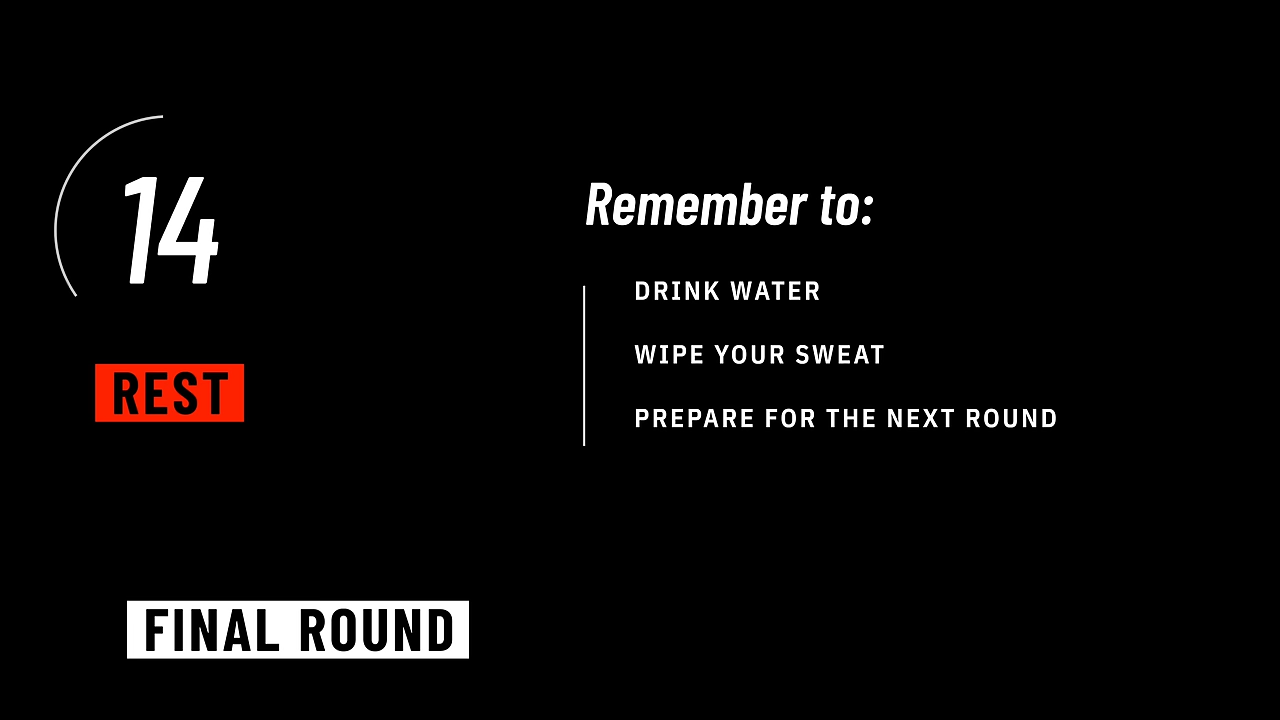 14
REST
Remember to:
DRINK WATER
WIPE YOUR SWEAT
PREPARE FOR THE NEXT ROUND
FINAL ROUND